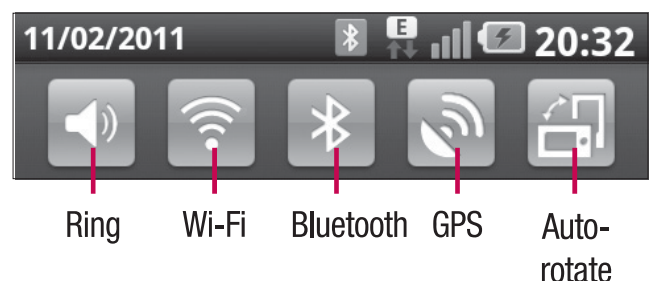 11/02/2011 E 20:32
Ring Wi-Fi Bluetooth GPS Auto-
rotate